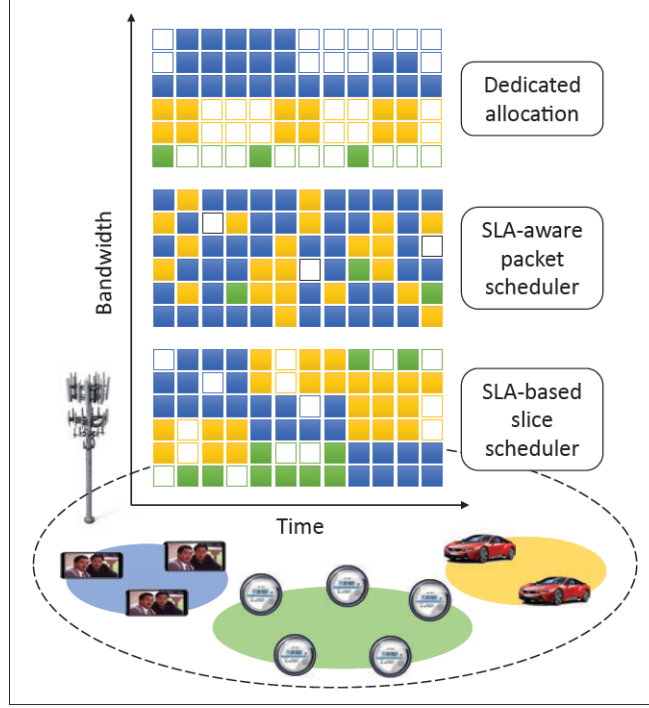 Dedicated
allocation
SLA-aware
packet
scheduler
SLA-based
slice
scheduler
Bandwidth
Time